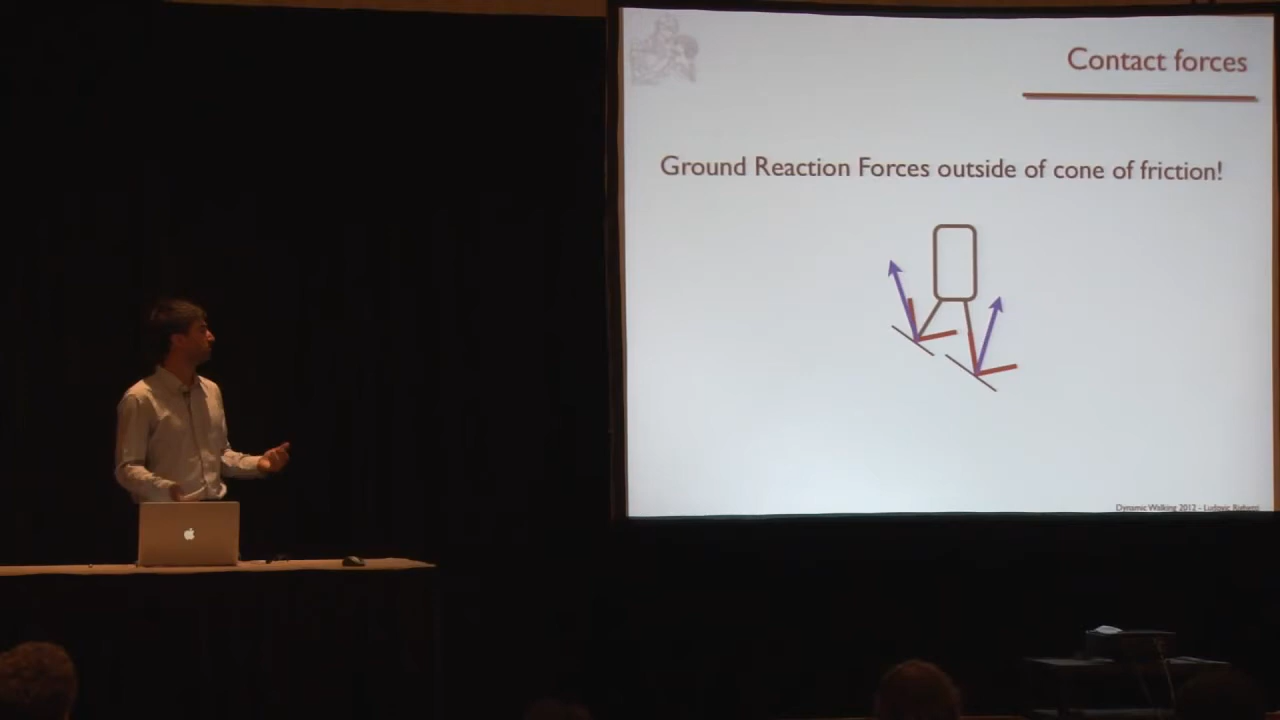 Contact forces
Ground Reaction Forces outside of cone of friction!
Dynamic Walking 2012 - Ludovic Righetti